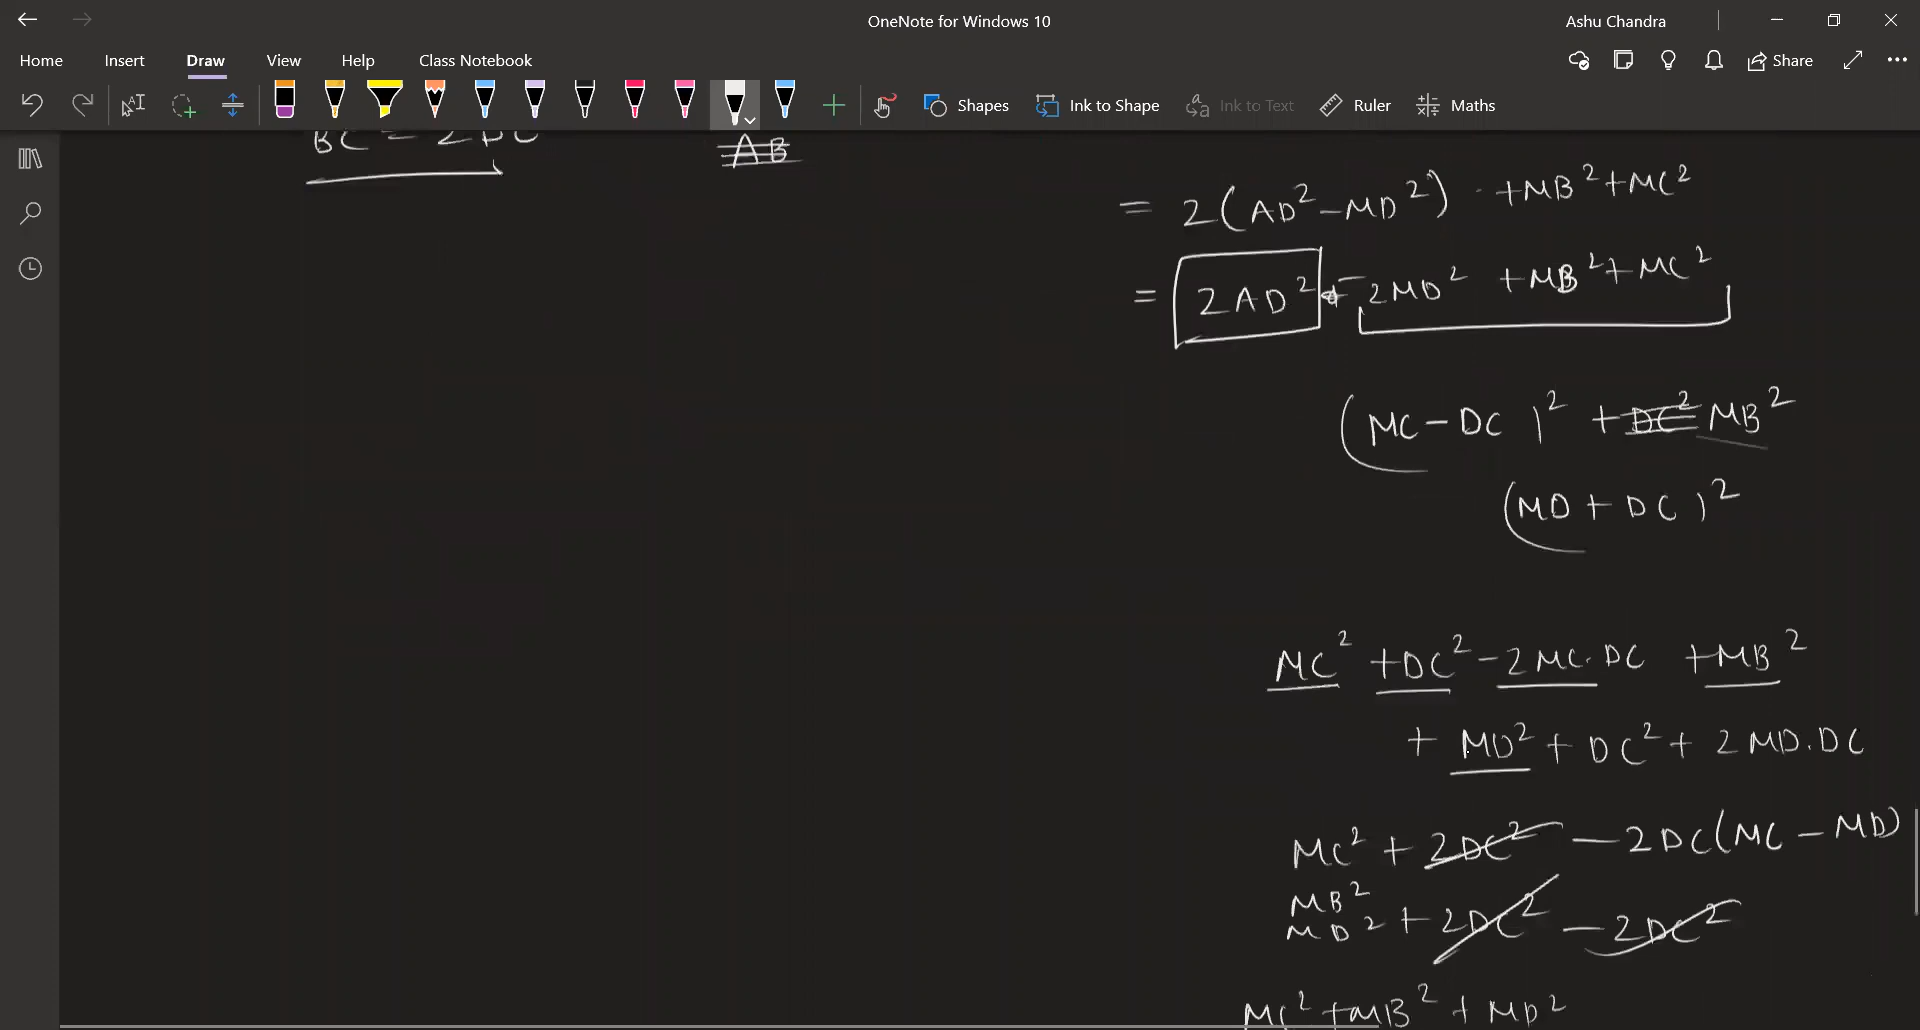 OneNote for Windows 10
Ashu Chandra
Home Insert Draw View Help Class Notebook
Share
Shapes Ink to Shape Ink to Text Ruler Maths
BC = 2DC
AB
= 2(AD² - MD²) + MB² + MC²
= 2AD² - 2MD² + MB² + MC²
(MC - DC)² + DC² MB²
(MD + DC)²
MC² + DC² - 2MC.DC + MB²
+ MD² + DC² + 2MD.DC
MC² + 2DC² - 2DC(MC - MD)
MB²
MD² + 2DC² - 2DC²
MC² + MB² + MD²